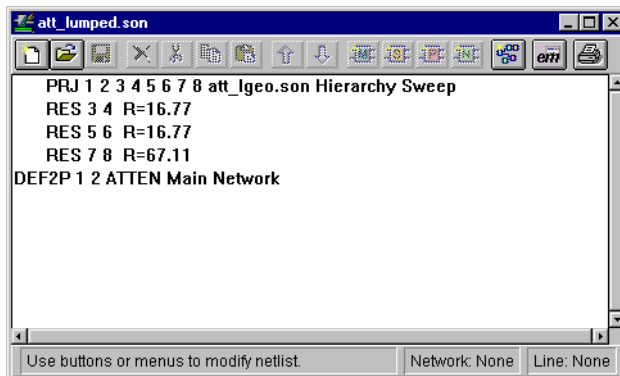 att_lumped.son
M S P N em
PRJ 1 2 3 4 5 6 7 8 att_lgeo.son Hierarchy Sweep
RES 3 4 R=16.77
RES 5 6 R=16.77
RES 7 8 R=67.11
DEF2P 1 2 ATTEN Main Network
Use buttons or menus to modify netlist. Network: None Line: None